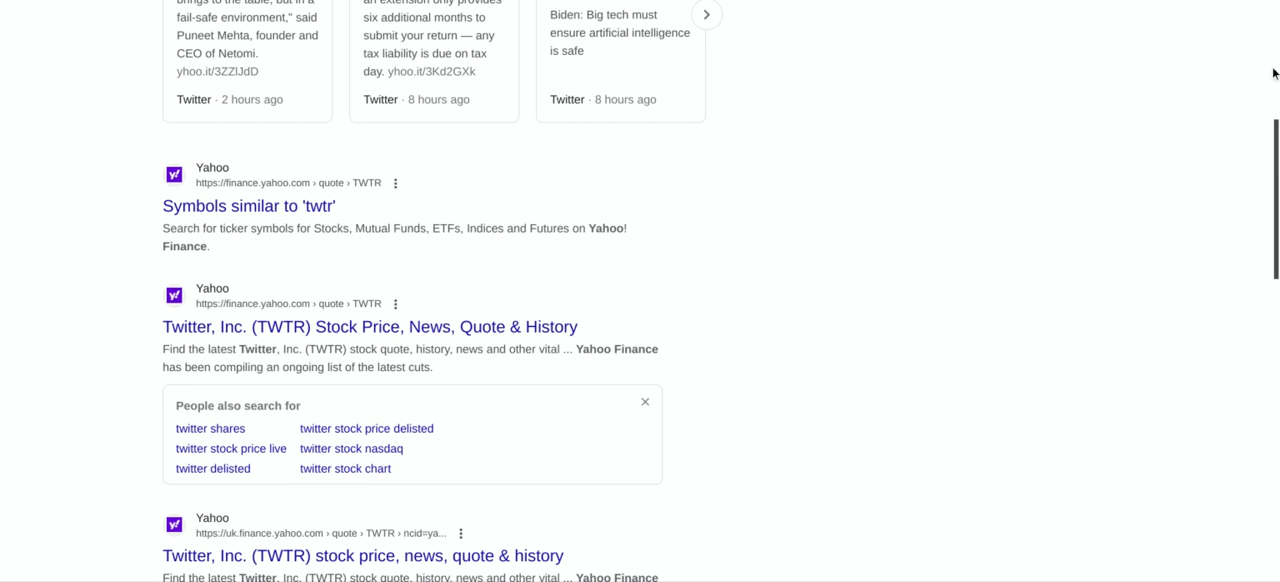 brings to the table, but in a
fail-safe environment," said
Puneet Mehta, founder and
CEO of Netomi.
yhoo.it/3ZZlJdD
Twitter · 2 hours ago
an extension only provides
six additional months to
submit your return — any
tax liability is due on tax
day. yhoo.it/3Kd2GXk
Twitter · 8 hours ago
Biden: Big tech must
ensure artificial intelligence
is safe
Twitter · 8 hours ago
Yahoo
https://finance.yahoo.com › quote › TWTR
Symbols similar to 'twtr'
Search for ticker symbols for Stocks, Mutual Funds, ETFs, Indices and Futures on Yahoo!
Finance.
Yahoo
https://finance.yahoo.com › quote › TWTR
Twitter, Inc. (TWTR) Stock Price, News, Quote & History
Find the latest Twitter, Inc. (TWTR) stock quote, history, news and other vital ... Yahoo Finance
has been compiling an ongoing list of the latest cuts.
People also search for
twitter shares
twitter stock price delisted
twitter stock price live
twitter stock nasdaq
twitter delisted
twitter stock chart
Yahoo
https://uk.finance.yahoo.com › quote › TWTR › ncid=ya...
Twitter, Inc. (TWTR) stock price, news, quote & history
Find the latest Twitter, Inc. (TWTR) stock quote, history, news and other vital ... Yahoo Finance